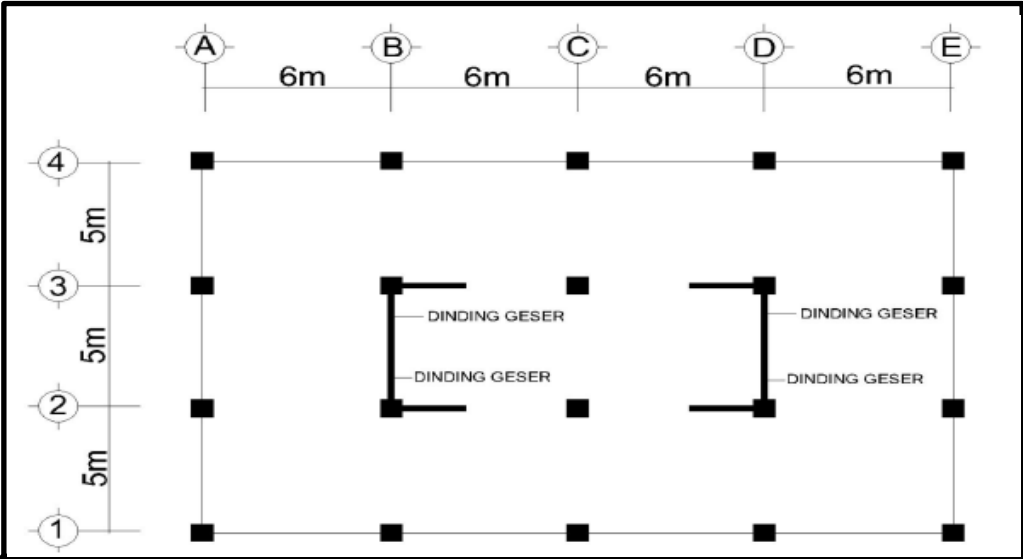 A B C D E
6m 6m 6m 6m
4
5m
3
DINDING GESER DINDING GESER
5m
DINDING GESER DINDING GESER
2
5m
1